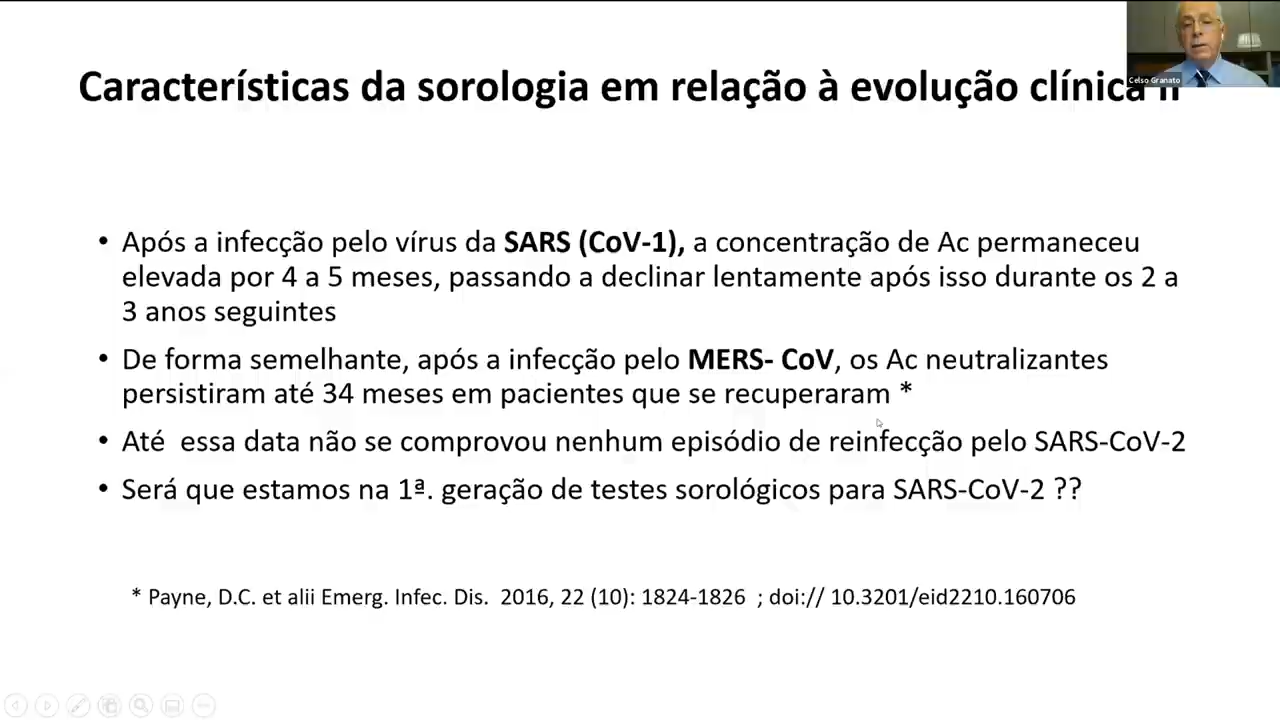 Características da sorologia em relação à evolução clínica II
Celso Granato
• Após a infecção pelo vírus da SARS (CoV-1), a concentração de Ac permaneceu
elevada por 4 a 5 meses, passando a declinar lentamente após isso durante os 2 a
3 anos seguintes
• De forma semelhante, após a infecção pelo MERS- CoV, os Ac neutralizantes
persistiram até 34 meses em pacientes que se recuperaram *
• Até  essa data não se comprovou nenhum episódio de reinfecção pelo SARS-CoV-2
• Será que estamos na 1ª. geração de testes sorológicos para SARS-CoV-2 ??
* Payne, D.C. et alii Emerg. Infec. Dis.  2016, 22 (10): 1824-1826  ; doi:// 10.3201/eid2210.160706